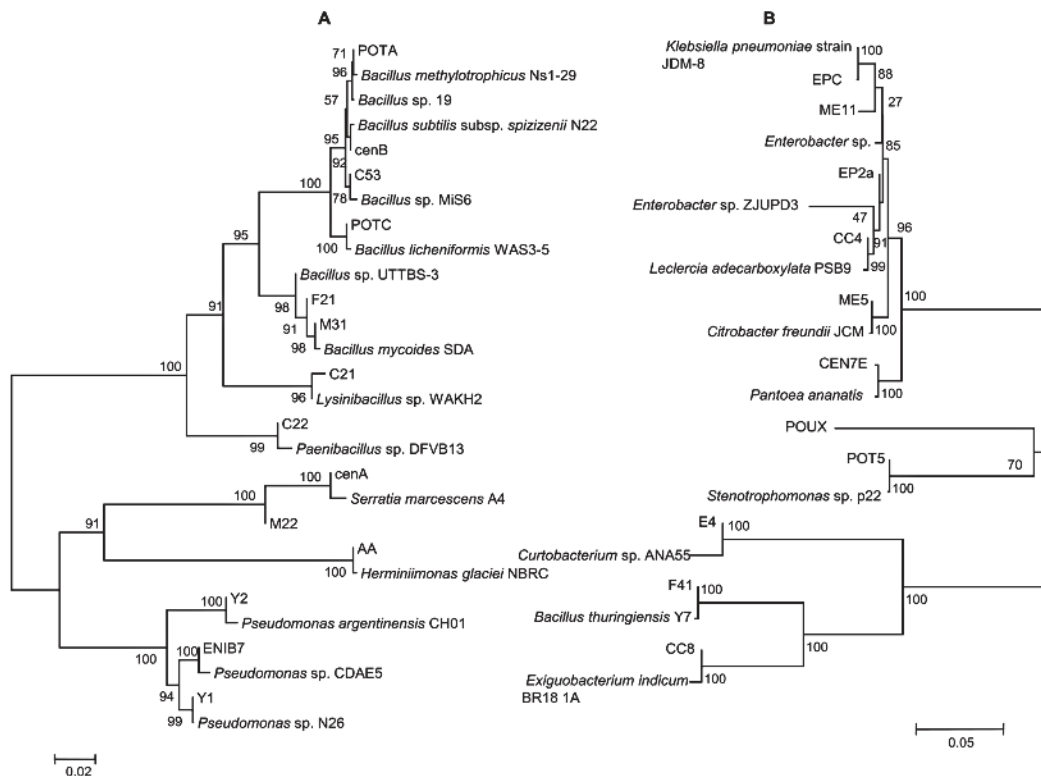 A
71
POTA
96
Bacillus methylotrophicus Ns1-29
57
Bacillus sp. 19
Bacillus subtilis subsp. spizizenii N22
95
cenB
92
C53
100
78
Bacillus sp. MiS6
POTC
95
100
Bacillus licheniformis WAS3-5
Bacillus sp. UTTBS-3
F21
91
98
M31
91
98
Bacillus mycoides SDA
100
C21
96
Lysinibacillus sp. WAKH2
C22
99
Paenibacillus sp. DFVB13
100
cenA
100
Serratia marcescens A4
91
M22
AA
100
Herminiimonas glaciei NBRC
100
Y2
Pseudomonas argentinensis CH01
100
100
ENIB7
Pseudomonas sp. CDAE5
94
Y1
99
Pseudomonas sp. N26
0.02
B
Klebsiella pneumoniae strain
JDM-8
100
EPC
88
27
ME11
Enterobacter sp.
85
EP2a
Enterobacter sp. ZJUPD3
47
96
CC4
91
Leclercia adecarboxylata PSB9
99
ME5
100
Citrobacter freundii JCM
100
CEN7E
Pantoea ananatis
100
POUX
POT5
70
Stenotrophomonas sp. p22
100
E4
100
Curtobacterium sp. ANA55
F41
100
100
Bacillus thuringiensis Y7
CC8
100
Exiguobacterium indicum
BR18 1A
100
0.05